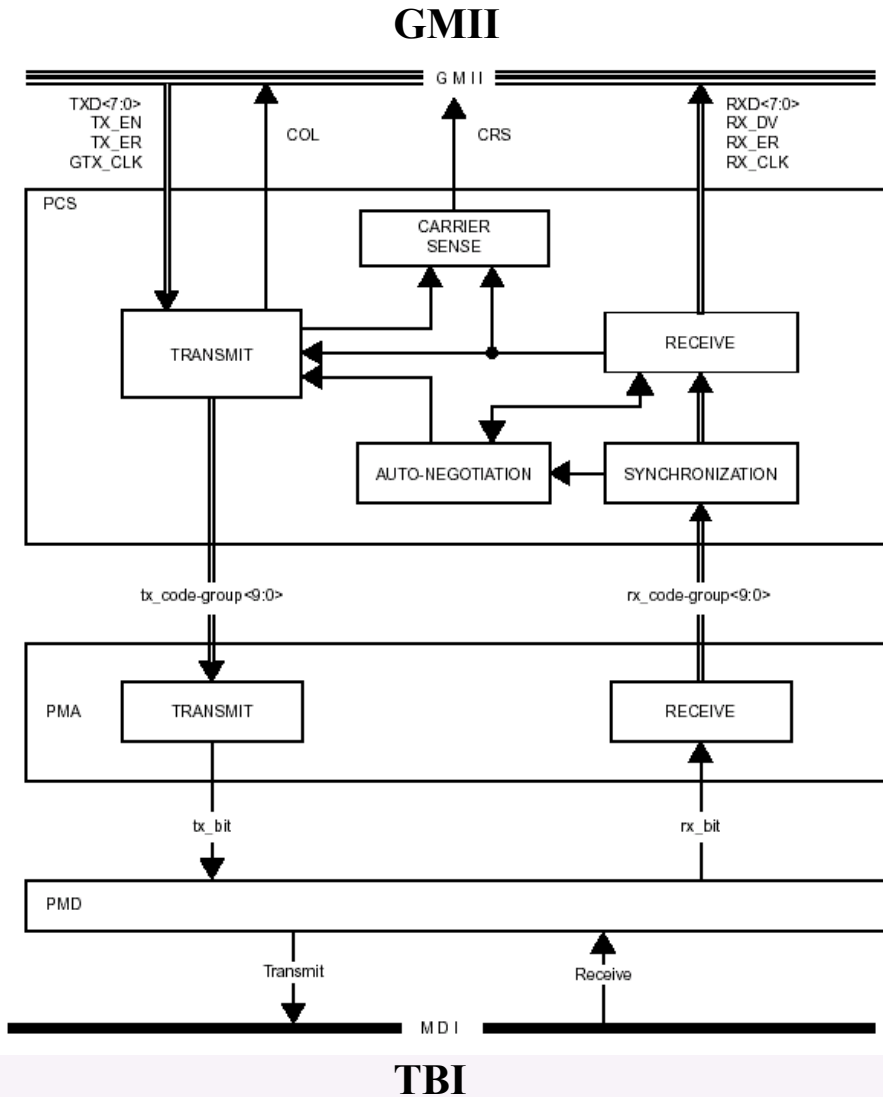 GMII
G M I I
TXD<7:0>
TX_EN
TX_ER
GTX_CLK
COL
CRS
RXD<7:0>
RX_DV
RX_ER
RX_CLK
PCS
CARRIER
SENSE
TRANSMIT
RECEIVE
AUTO-NEGOTIATION
SYNCHRONIZATION
tx_code-group<9:0>
rx_code-group<9:0>
PMA
TRANSMIT
RECEIVE
tx_bit
rx_bit
PMD
Transmit
Receive
M D I
TBI